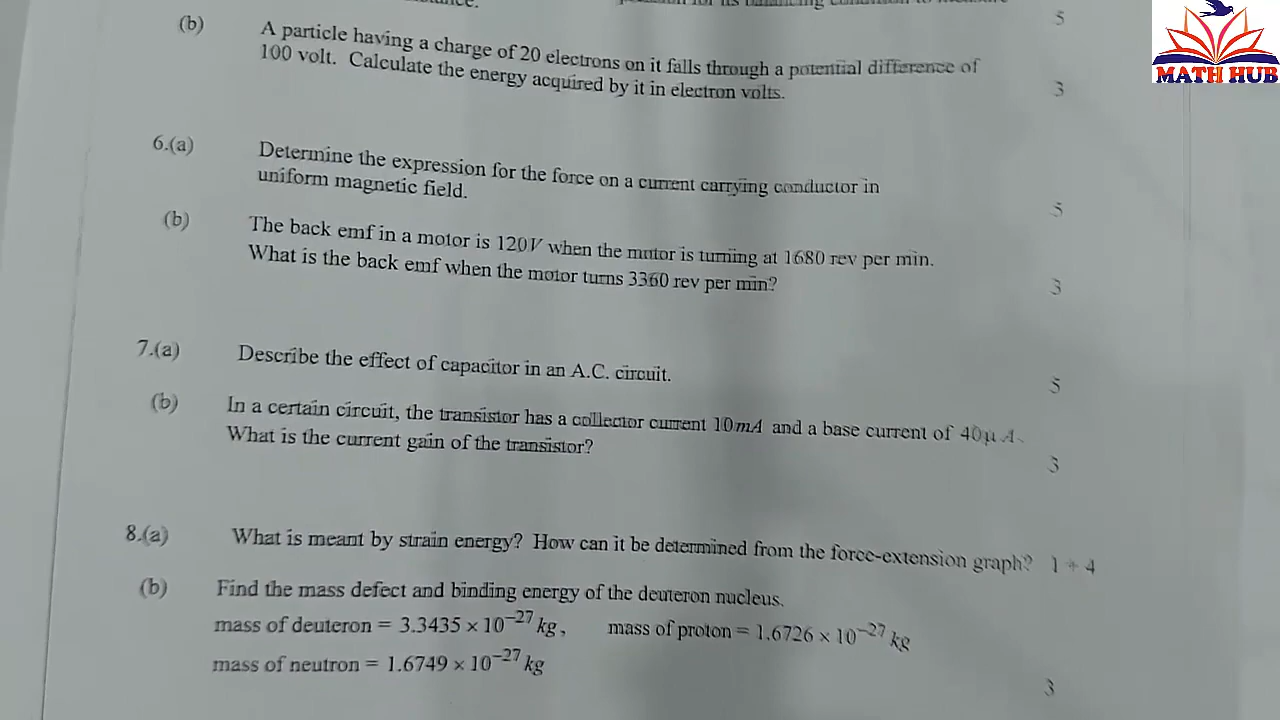 5
(b) A particle having a charge of 20 electrons on it falls through a potential difference of
100 volt. Calculate the energy acquired by it in electron volts.
3
6.(a) Determine the expression for the force on a current carrying conductor in
uniform magnetic field.
5
(b) The back emf in a motor is 120V when the motor is turning at 1680 rev per min.
What is the back emf when the motor turns 3360 rev per min?
3
7.(a) Describe the effect of capacitor in an A.C. circuit.
5
(b) In a certain circuit, the transistor has a collector current 10mA and a base current of 40μ A.
What is the current gain of the transistor?
3
8.(a) What is meant by strain energy? How can it be determined from the force-extension graph? 1 + 4
(b) Find the mass defect and binding energy of the deuteron nucleus.
mass of deuteron = 3.3435 × 10⁻²⁷ kg, mass of proton = 1.6726 × 10⁻²⁷ kg
mass of neutron = 1.6749 × 10⁻²⁷ kg
3
MATH HUB